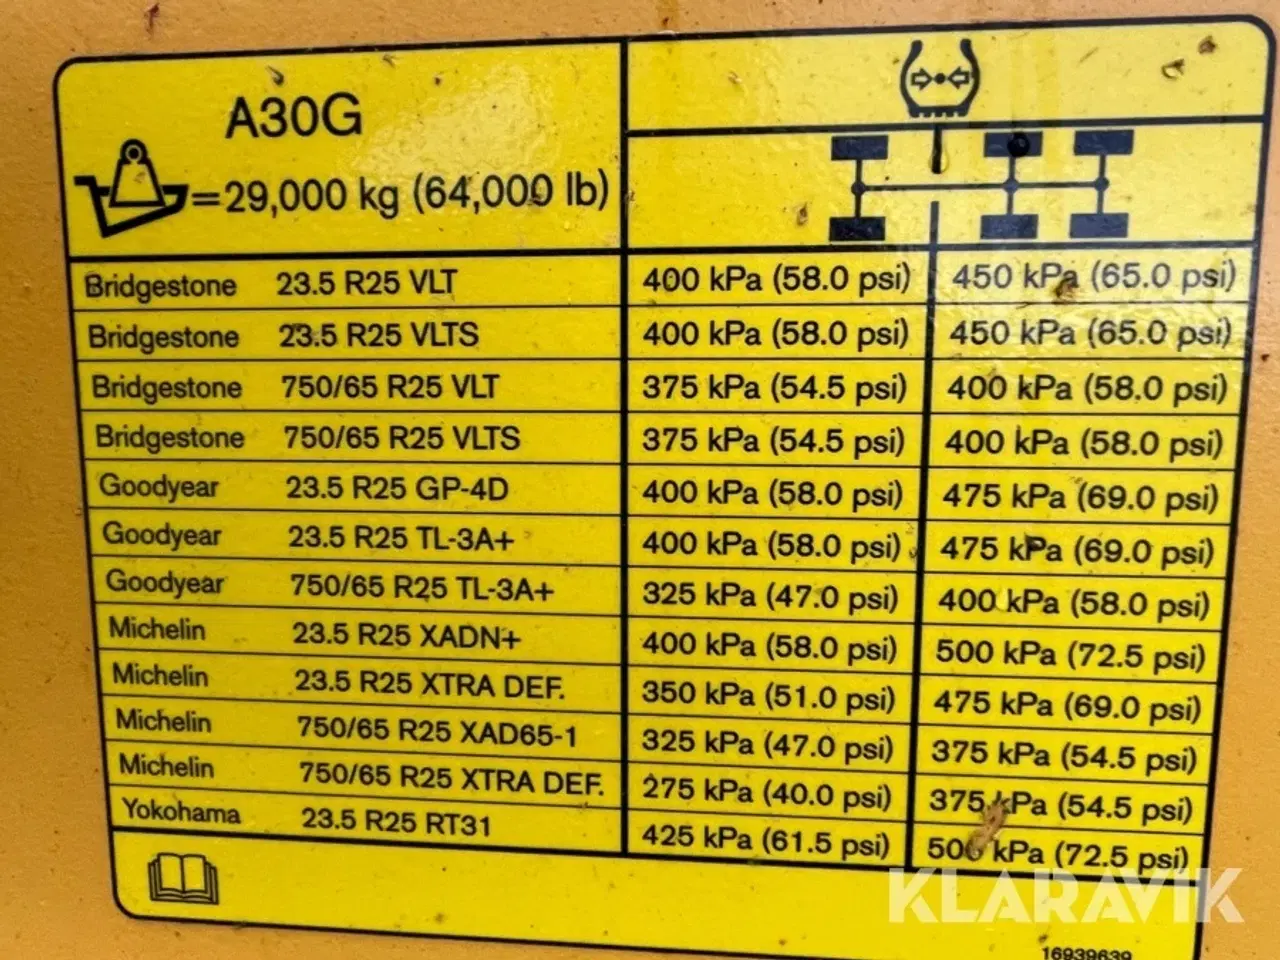 A30G
=29,000 kg (64,000 lb)
Bridgestone 23.5 R25 VLT 400 kPa (58.0 psi) 450 kPa (65.0 psi)
Bridgestone 23.5 R25 VLTS 400 kPa (58.0 psi) 450 kPa (65.0 psi)
Bridgestone 750/65 R25 VLT 375 kPa (54.5 psi) 400 kPa (58.0 psi)
Bridgestone 750/65 R25 VLTS 375 kPa (54.5 psi) 400 kPa (58.0 psi)
Goodyear 23.5 R25 GP-4D 400 kPa (58.0 psi) 475 kPa (69.0 psi)
Goodyear 23.5 R25 TL-3A+ 400 kPa (58.0 psi) 475 kPa (69.0 psi)
Goodyear 750/65 R25 TL-3A+ 325 kPa (47.0 psi) 400 kPa (58.0 psi)
Michelin 23.5 R25 XADN+ 400 kPa (58.0 psi) 500 kPa (72.5 psi)
Michelin 23.5 R25 XTRA DEF. 350 kPa (51.0 psi) 475 kPa (69.0 psi)
Michelin 750/65 R25 XAD65-1 325 kPa (47.0 psi) 375 kPa (54.5 psi)
Michelin 750/65 R25 XTRA DEF. 275 kPa (40.0 psi) 375 kPa (54.5 psi)
Yokohama 23.5 R25 RT31 425 kPa (61.5 psi) 500 kPa (72.5 psi)
KLARAVIK
16939639